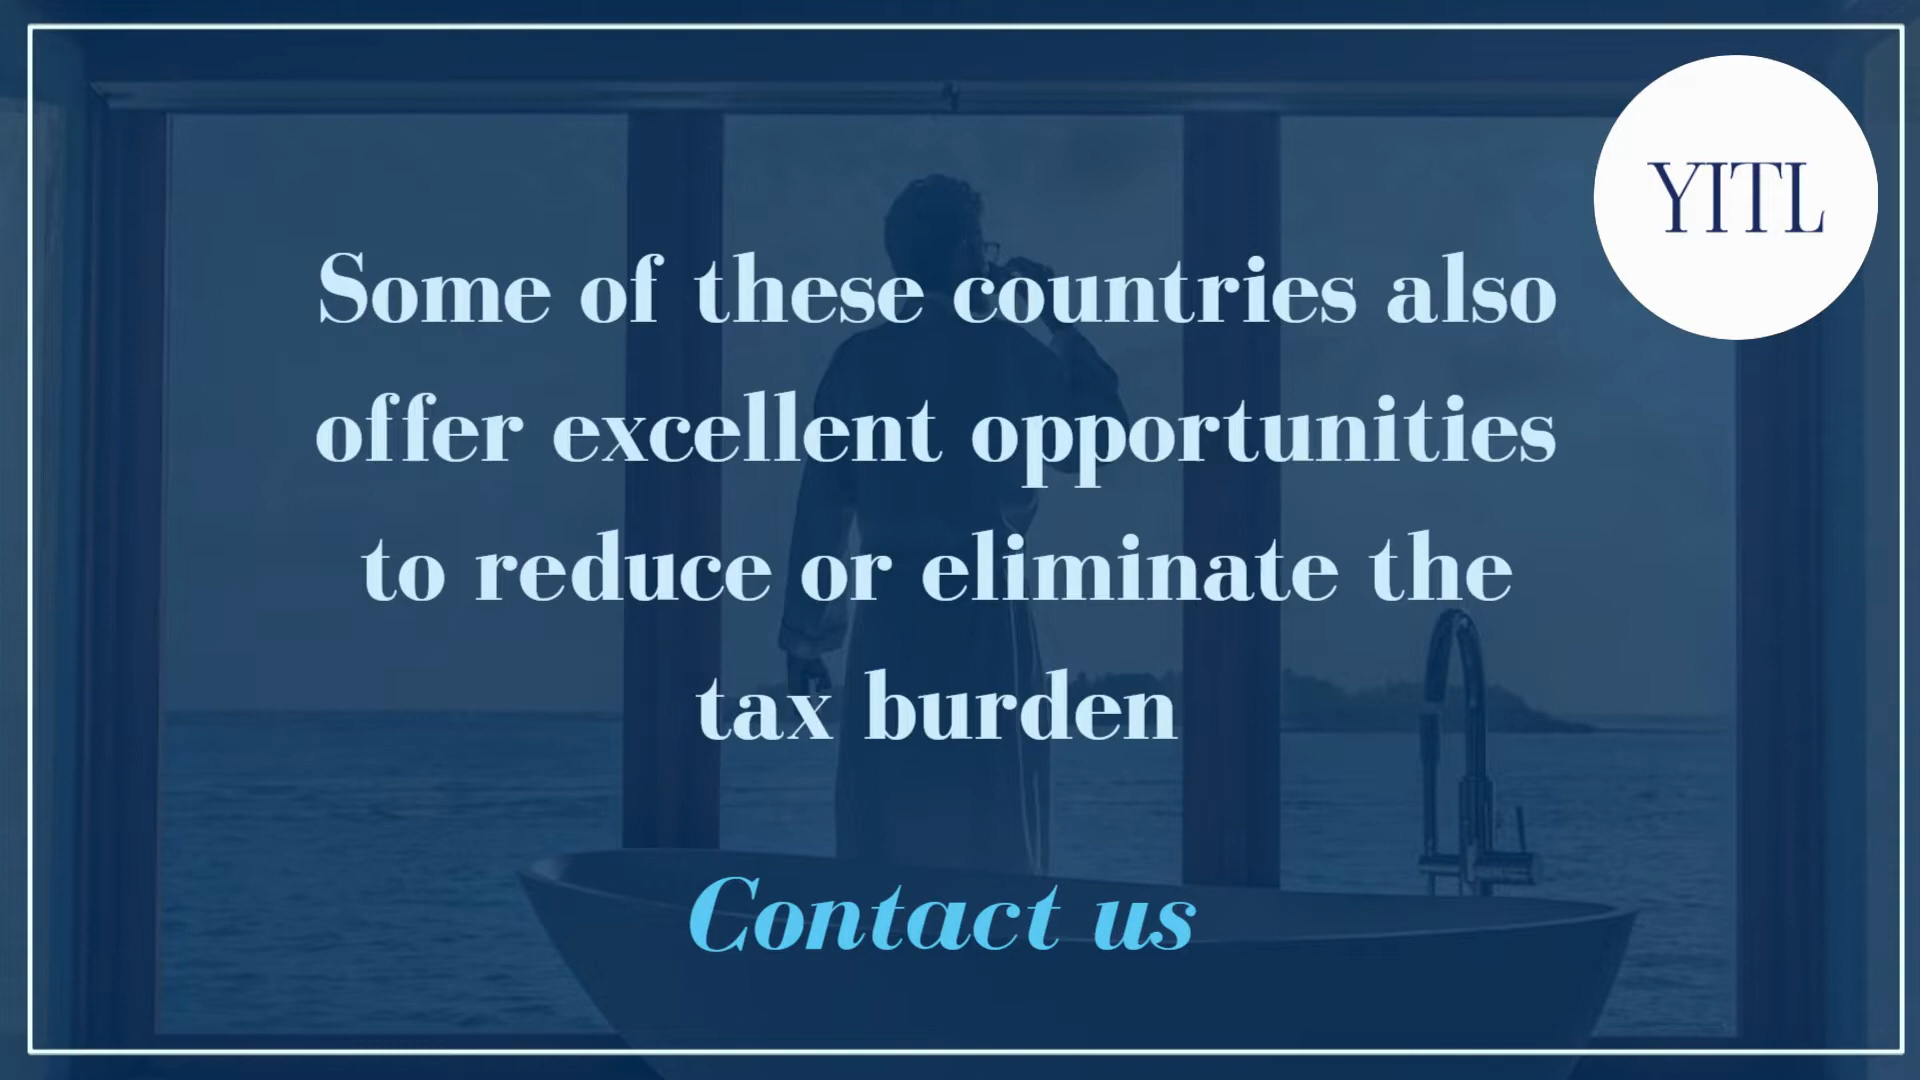 YITL
Some of these countries also
offer excellent opportunities
to reduce or eliminate the
tax burden
Contact us